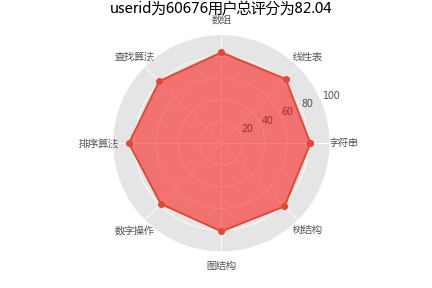 userid为60676用户总评分为82.04
数组
查找算法
线性表
100
80
60
40
20
排序算法
字符串
数字操作
树结构
图结构